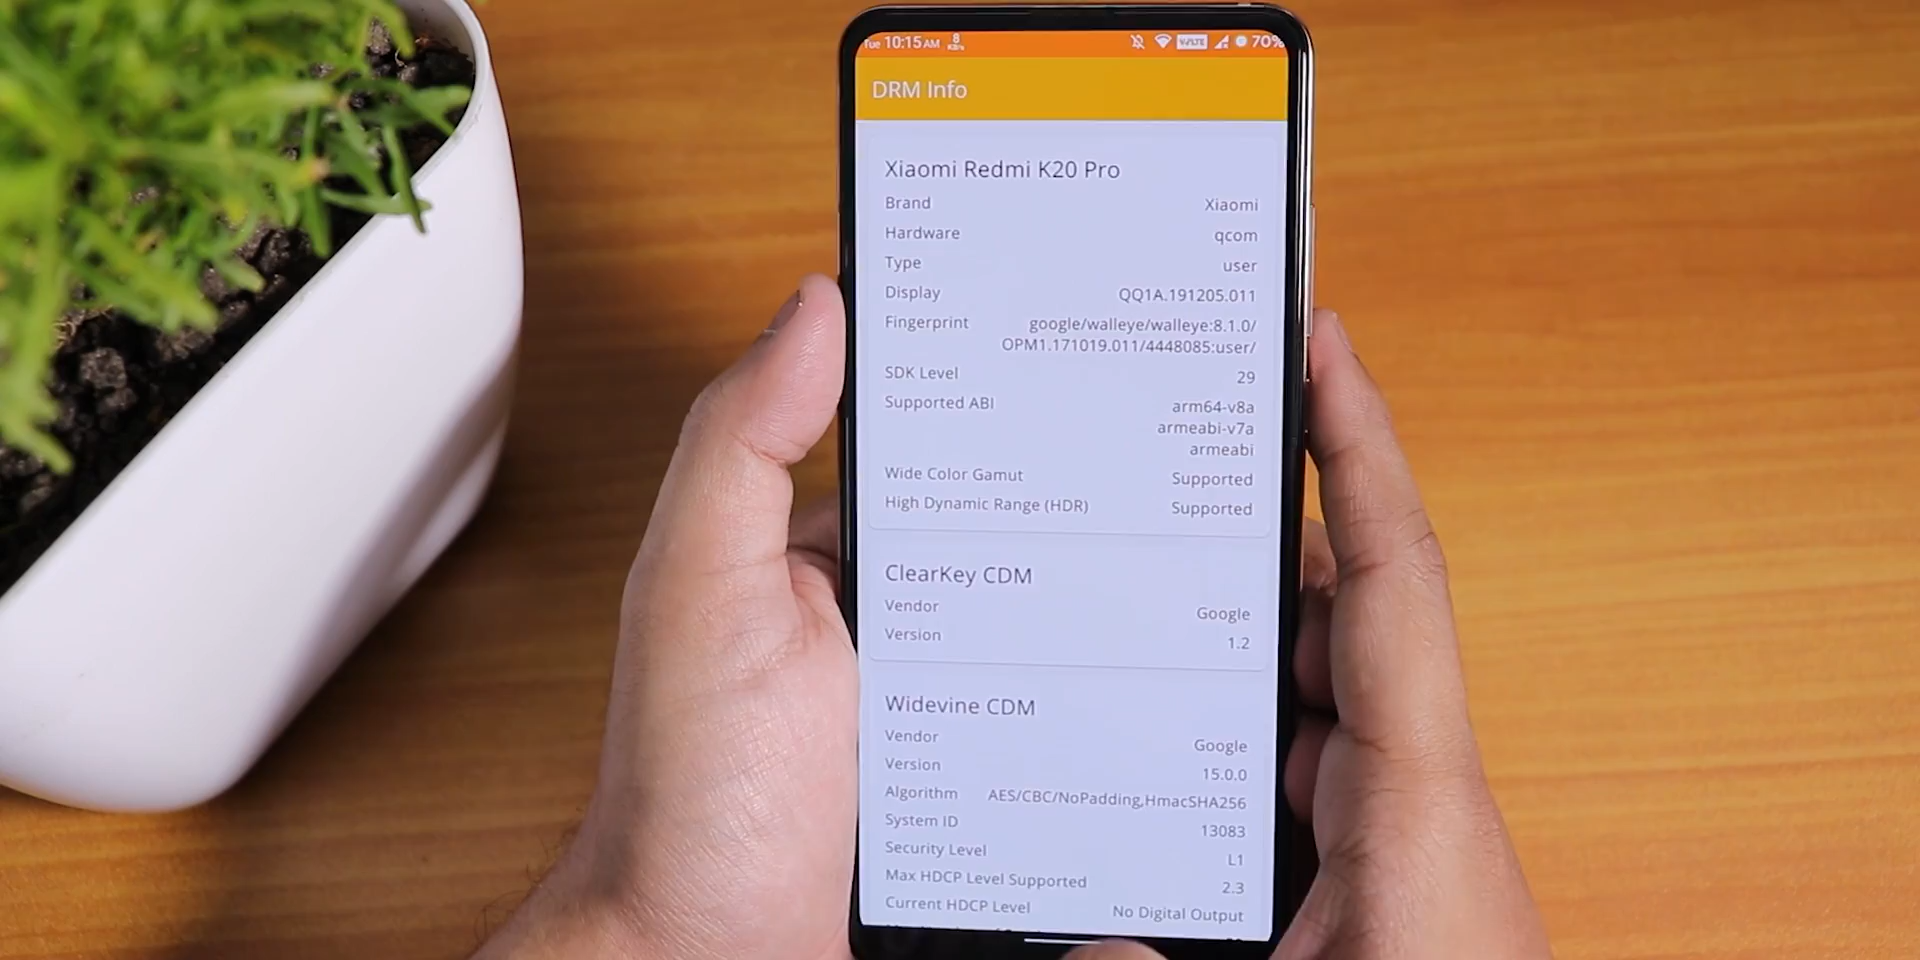 Tue 10:15 AM 8 KB/s VoLTE 70%
DRM Info
Xiaomi Redmi K20 Pro
Brand Xiaomi
Hardware qcom
Type user
Display QQ1A.191205.011
Fingerprint google/walleye/walleye:8.1.0/
OPM1.171019.011/4448085:user/
SDK Level 29
Supported ABI arm64-v8a
armeabi-v7a
armeabi
Wide Color Gamut Supported
High Dynamic Range (HDR) Supported
ClearKey CDM
Vendor Google
Version 1.2
Widevine CDM
Vendor Google
Version 15.0.0
Algorithm AES/CBC/NoPadding,HmacSHA256
System ID 13083
Security Level L1
Max HDCP Level Supported 2.3
Current HDCP Level No Digital Output